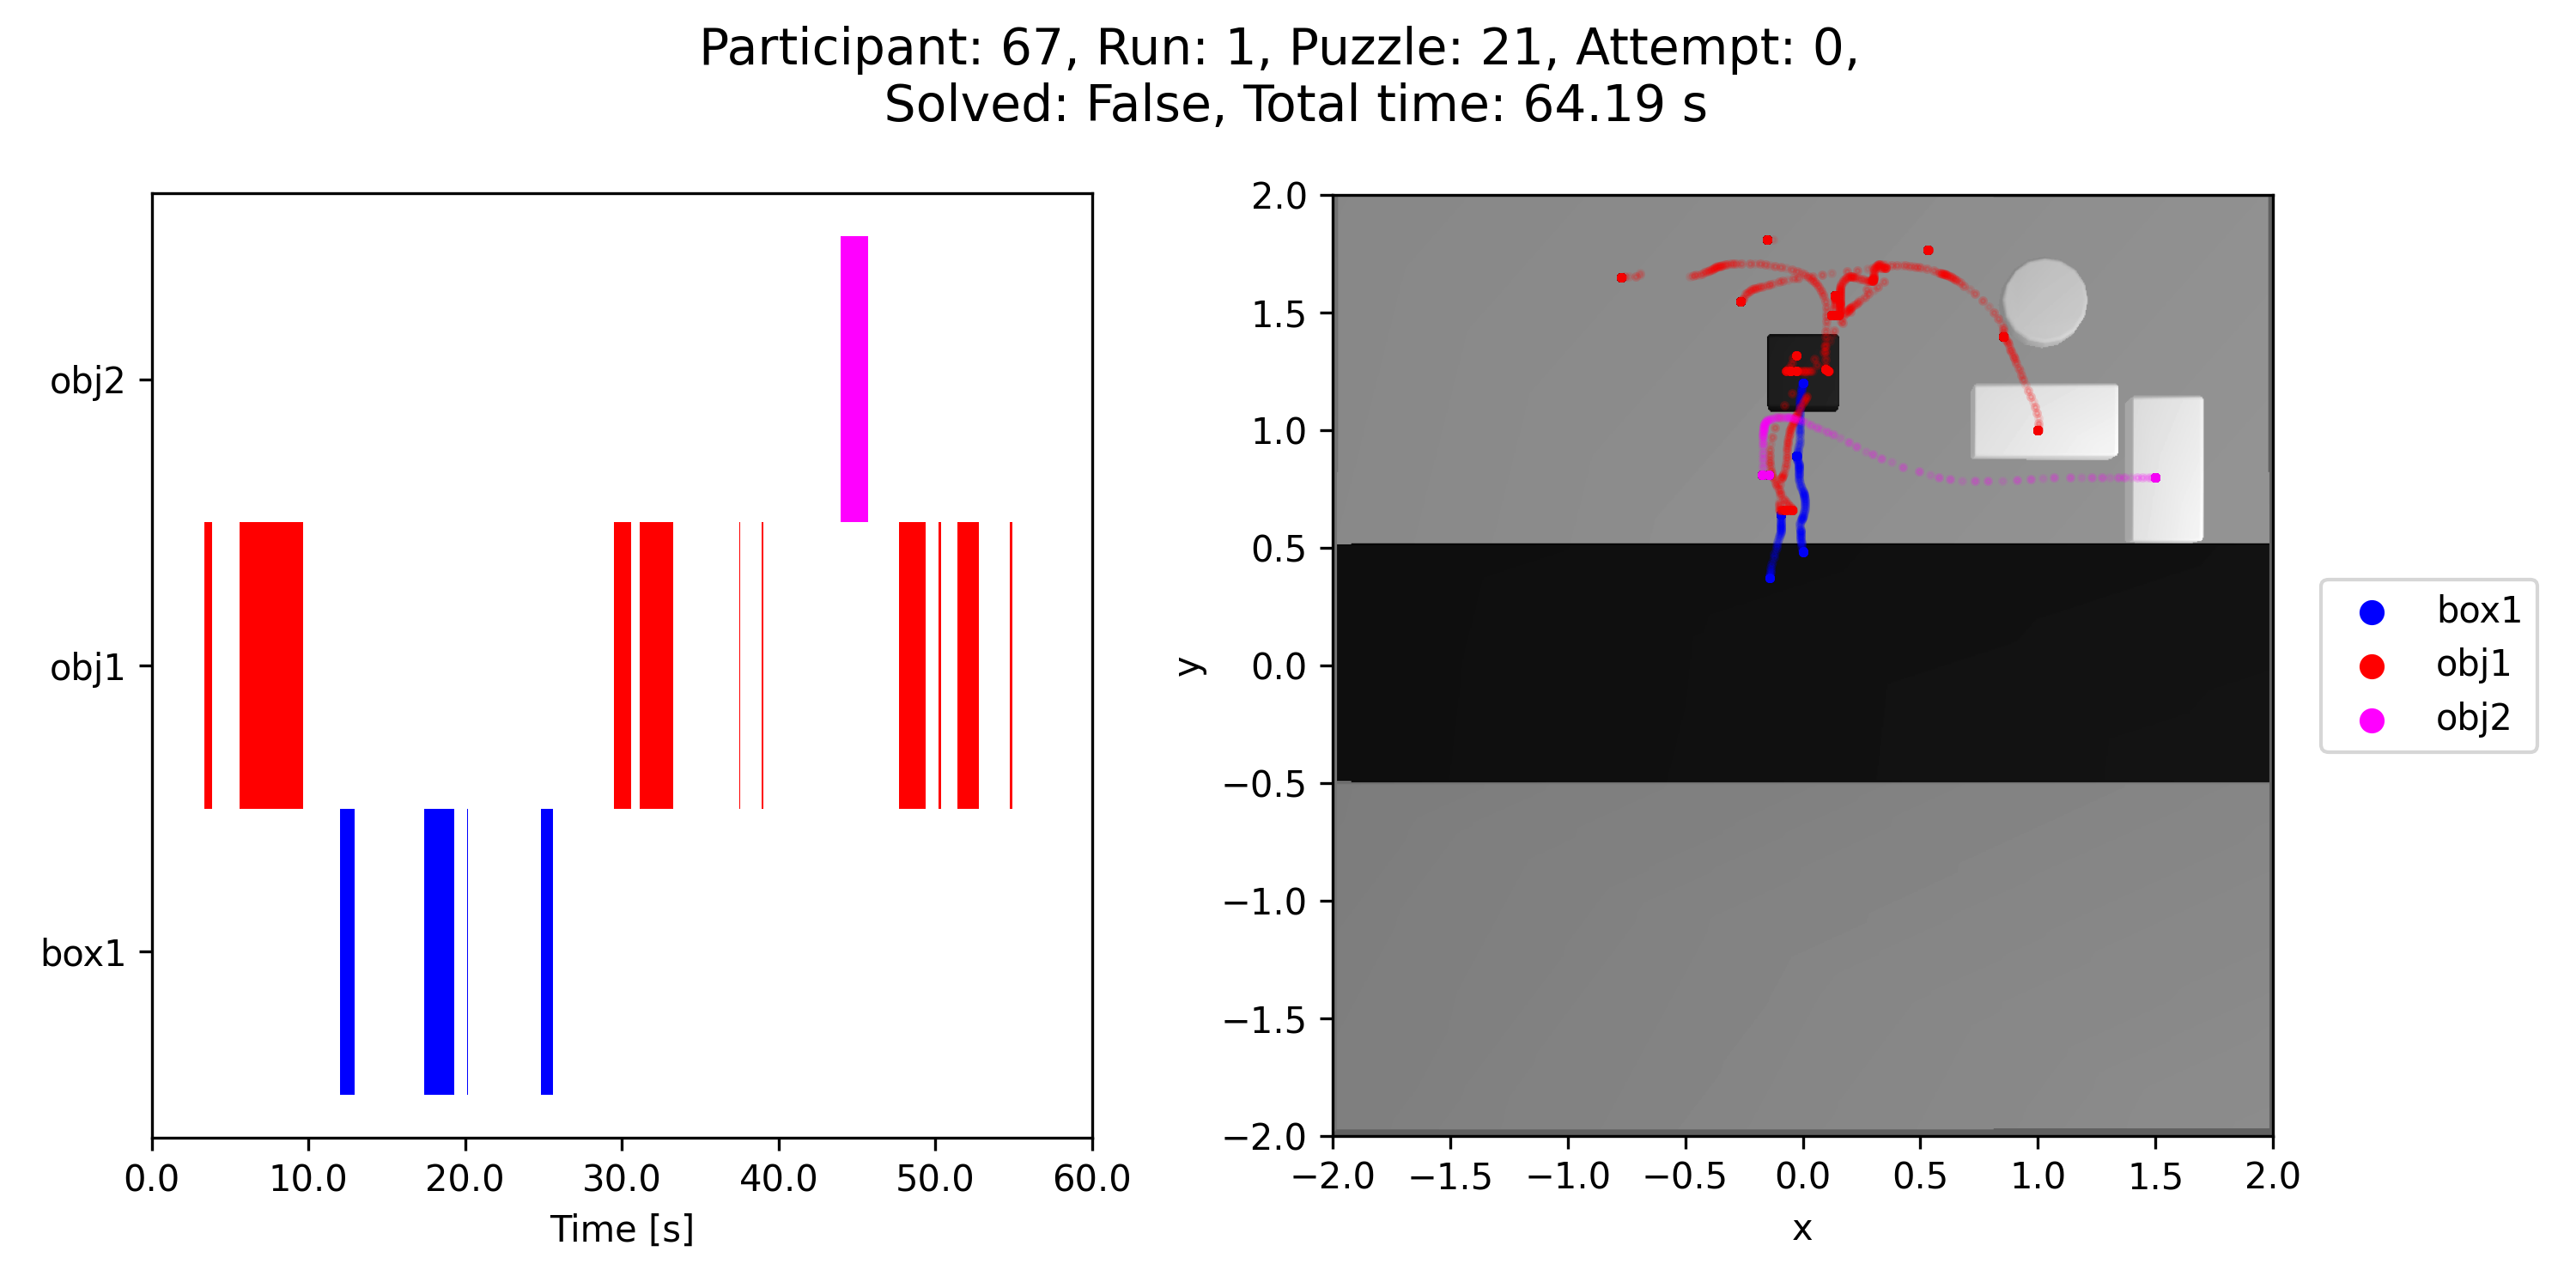 Participant: 67, Run: 1, Puzzle: 21, Attempt: 0,
Solved: False, Total time: 64.19 s
obj2
obj1
box1
0.0 10.0 20.0 30.0 40.0 50.0 60.0
Time [s]
2.0
1.5
1.0
0.5
0.0
−0.5
−1.0
−1.5
−2.0
y
−2.0 −1.5 −1.0 −0.5 0.0 0.5 1.0 1.5 2.0
x
box1
obj1
obj2